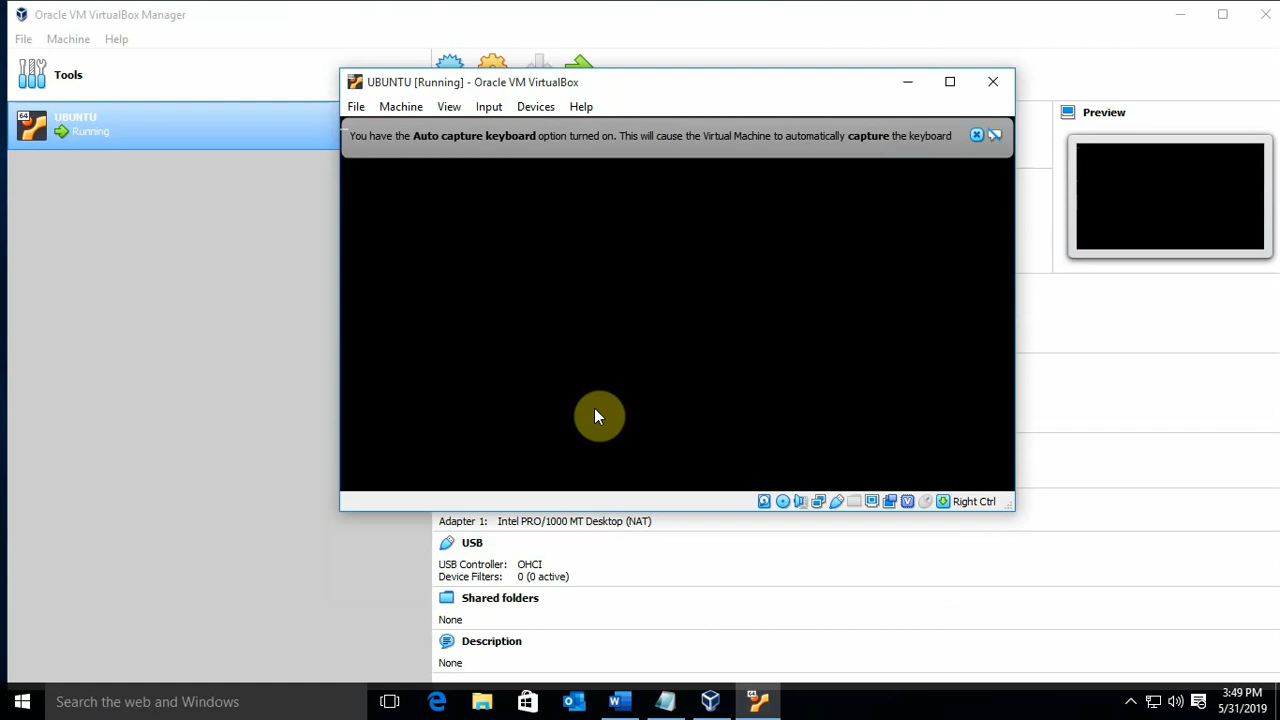 Oracle VM VirtualBox Manager
File Machine Help
Tools
64
UBUNTU
Running
UBUNTU [Running] - Oracle VM VirtualBox
File Machine View Input Devices Help
You have the Auto capture keyboard option turned on. This will cause the Virtual Machine to automatically capture the keyboard
Preview
Right Ctrl
Adapter 1: Intel PRO/1000 MT Desktop (NAT)
USB
USB Controller: OHCI
Device Filters: 0 (0 active)
Shared folders
None
Description
None
Search the web and Windows
3:49 PM
5/31/2019